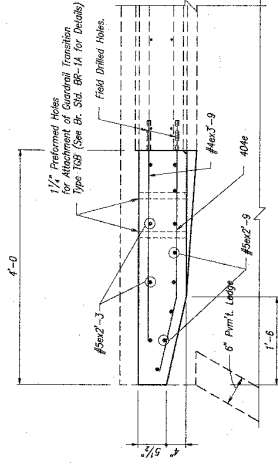 1¼" Preformed Holes
for Attachment of Guardrail Transition
Type TGB (See Br. Std. BR-1A for Details)
Field Drilled Holes.
4'-0
#5ex2'-3
#4ex3'-9
404e
#5ex2'-9
6" Pvm't. Ledge
1'-6
5½"
4"